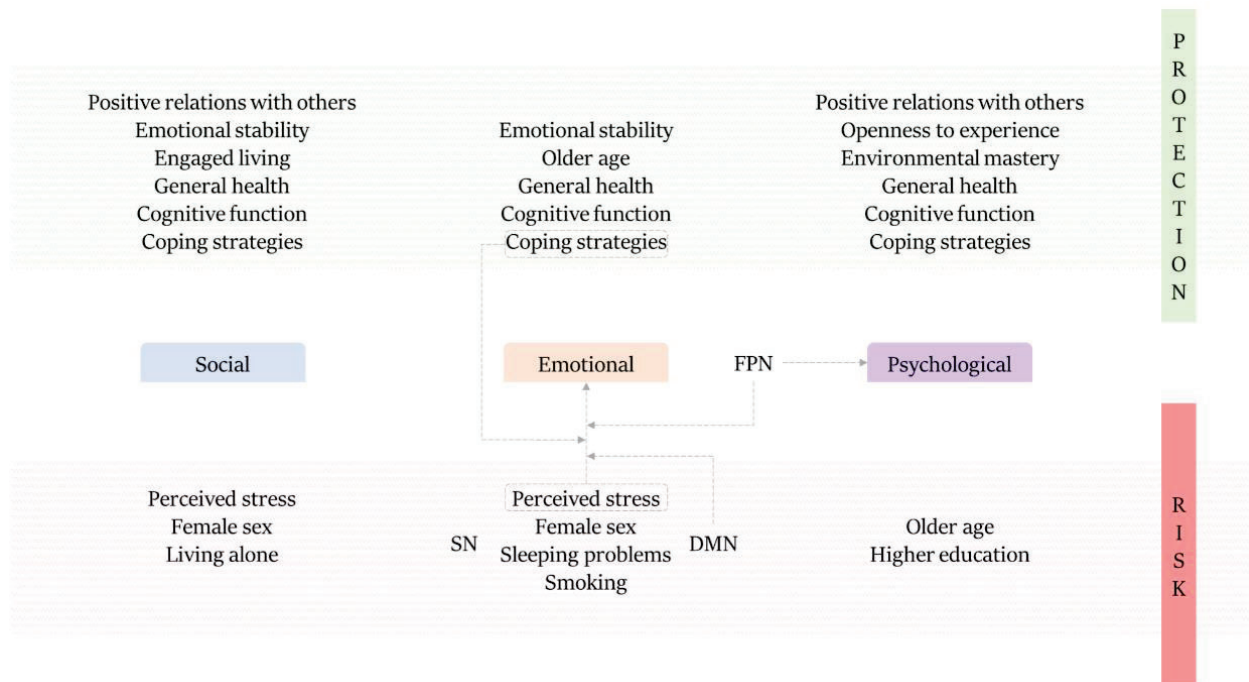 PROTECTION
Positive relations with others
Emotional stability
Engaged living
General health
Cognitive function
Coping strategies
Emotional stability
Older age
General health
Cognitive function
Coping strategies
Positive relations with others
Openness to experience
Environmental mastery
General health
Cognitive function
Coping strategies
Social
Emotional
FPN
Psychological
RISK
Perceived stress
Female sex
Living alone
SN
Perceived stress
Female sex
Sleeping problems
Smoking
DMN
Older age
Higher education